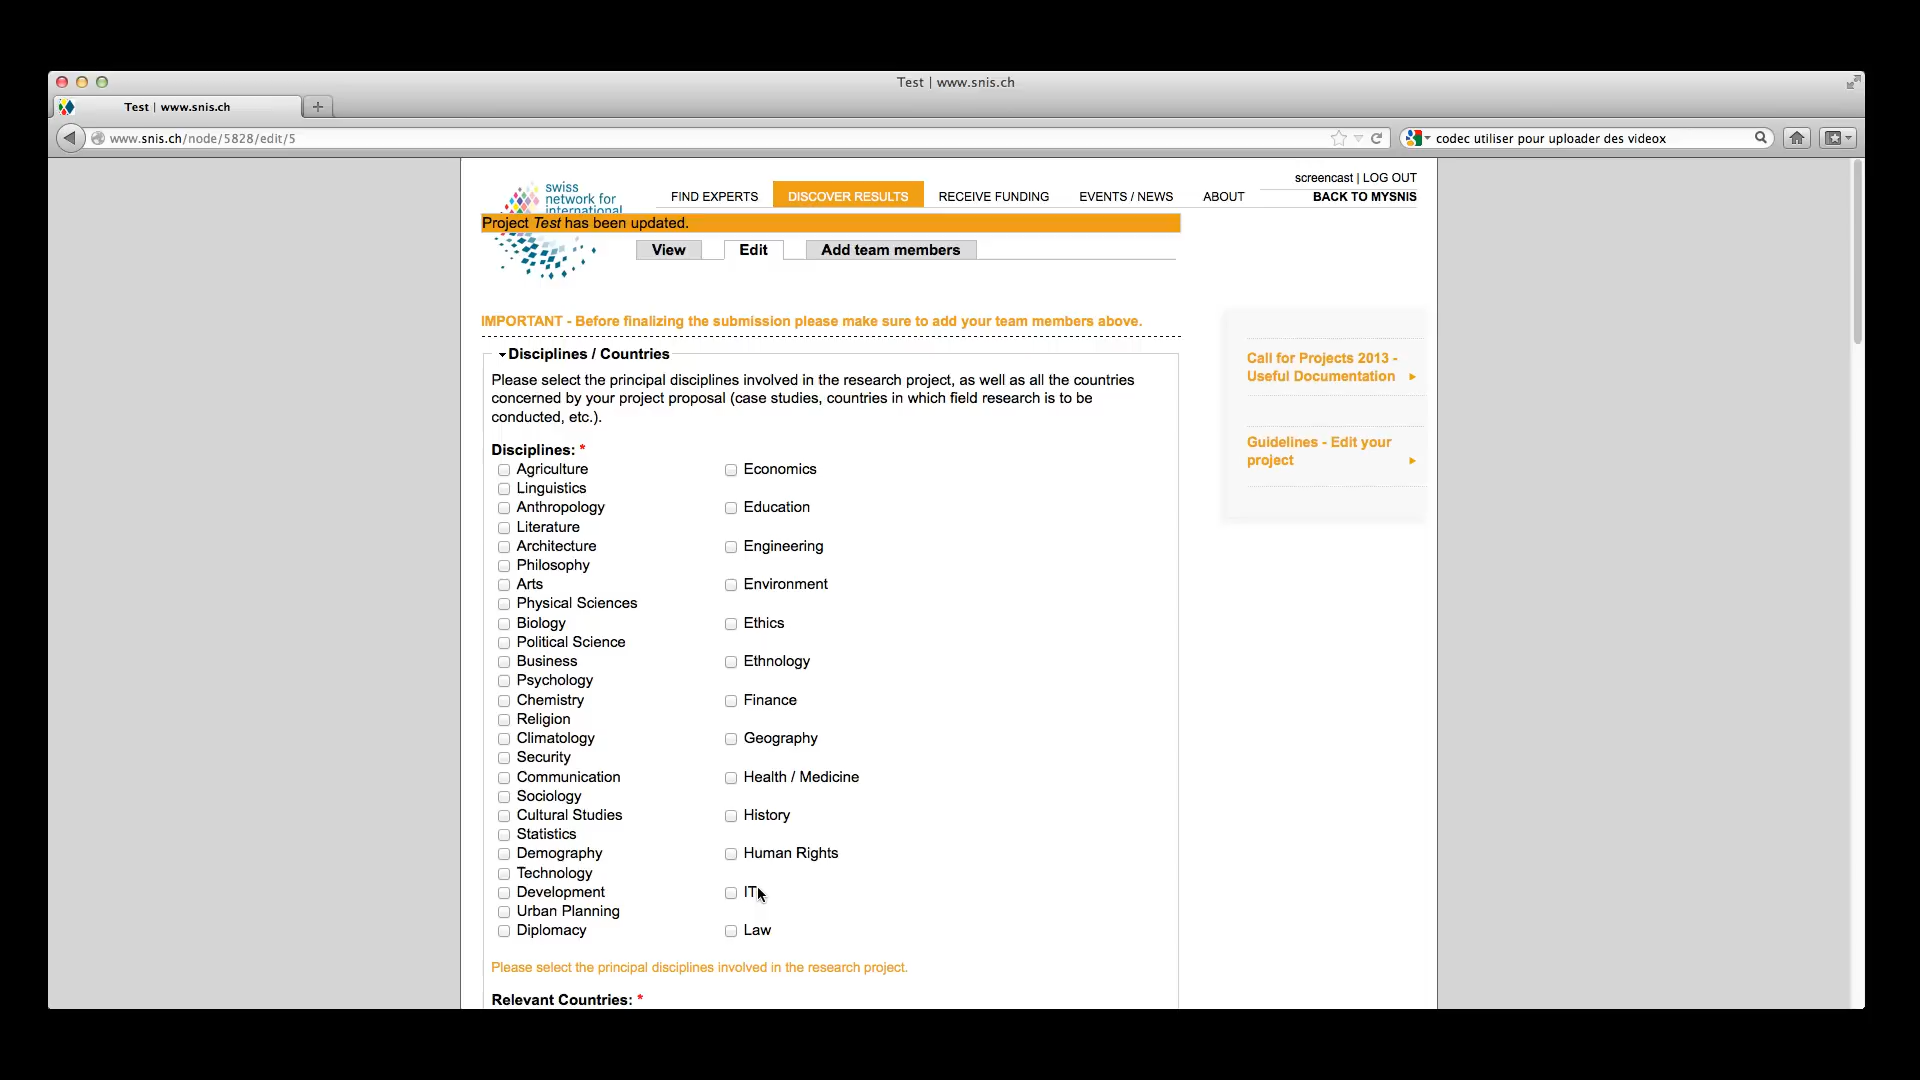 Test | www.snis.ch
Test | www.snis.ch
www.snis.ch/node/5828/edit/5
codec utiliser pour uploader des videox
screencast | LOG OUT
swiss
network for
international
FIND EXPERTS
DISCOVER RESULTS
RECEIVE FUNDING
EVENTS / NEWS
ABOUT
BACK TO MYSNIS
Project Test has been updated.
View
Edit
Add team members
IMPORTANT - Before finalizing the submission please make sure to add your team members above.
Disciplines / Countries
Please select the principal disciplines involved in the research project, as well as all the countries
concerned by your project proposal (case studies, countries in which field research is to be
conducted, etc.).
Disciplines: *
Agriculture
Economics
Linguistics
Anthropology
Education
Literature
Architecture
Engineering
Philosophy
Arts
Environment
Physical Sciences
Biology
Ethics
Political Science
Business
Ethnology
Psychology
Chemistry
Finance
Religion
Climatology
Geography
Security
Communication
Health / Medicine
Sociology
Cultural Studies
History
Statistics
Demography
Human Rights
Technology
Development
IT
Urban Planning
Diplomacy
Law
Please select the principal disciplines involved in the research project.
Relevant Countries: *
Call for Projects 2013 -
Useful Documentation
Guidelines - Edit your
project